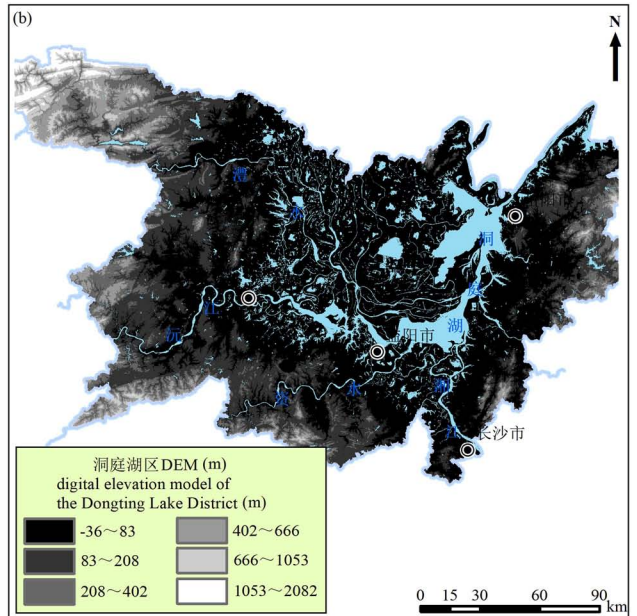 (b)
N
澧
水
洞
庭
湖
江
沅
阳市
资
水
湘
江
长沙市
洞庭湖区DEM (m)
digital elevation model of
the Dongting Lake District (m)
-36～83
402～666
83～208
666～1053
208～402
1053～2082
0 15 30 60 90
km